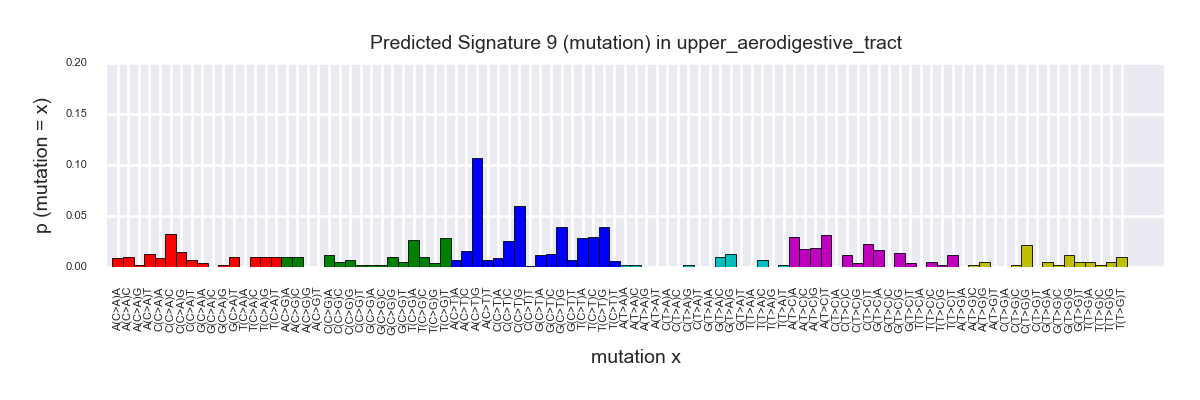 Predicted Signature 9 (mutation) in upper_aerodigestive_tract
p (mutation = x)
0.20
0.15
0.10
0.05
0.00
A(C>A)A
A(C>A)C
A(C>A)G
A(C>A)T
C(C>A)A
C(C>A)C
C(C>A)G
C(C>A)T
G(C>A)A
G(C>A)C
G(C>A)G
G(C>A)T
T(C>A)A
T(C>A)C
T(C>A)G
T(C>A)T
A(C>G)A
A(C>G)C
A(C>G)G
A(C>G)T
C(C>G)A
C(C>G)C
C(C>G)G
C(C>G)T
G(C>G)A
G(C>G)C
G(C>G)G
G(C>G)T
T(C>G)A
T(C>G)C
T(C>G)G
T(C>G)T
A(C>T)A
A(C>T)C
A(C>T)G
A(C>T)T
C(C>T)A
C(C>T)C
C(C>T)G
C(C>T)T
G(C>T)A
G(C>T)C
G(C>T)G
G(C>T)T
T(C>T)A
T(C>T)C
T(C>T)G
T(C>T)T
A(T>A)A
A(T>A)C
A(T>A)G
A(T>A)T
C(T>A)A
C(T>A)C
C(T>A)G
C(T>A)T
G(T>A)A
G(T>A)C
G(T>A)G
G(T>A)T
T(T>A)A
T(T>A)C
T(T>A)G
T(T>A)T
A(T>C)A
A(T>C)C
A(T>C)G
A(T>C)T
C(T>C)A
C(T>C)C
C(T>C)G
C(T>C)T
G(T>C)A
G(T>C)C
G(T>C)G
G(T>C)T
T(T>C)A
T(T>C)C
T(T>C)G
T(T>C)T
A(T>G)A
A(T>G)C
A(T>G)G
A(T>G)T
C(T>G)A
C(T>G)C
C(T>G)G
C(T>G)T
G(T>G)A
G(T>G)C
G(T>G)G
G(T>G)T
T(T>G)A
T(T>G)C
T(T>G)G
T(T>G)T
mutation x